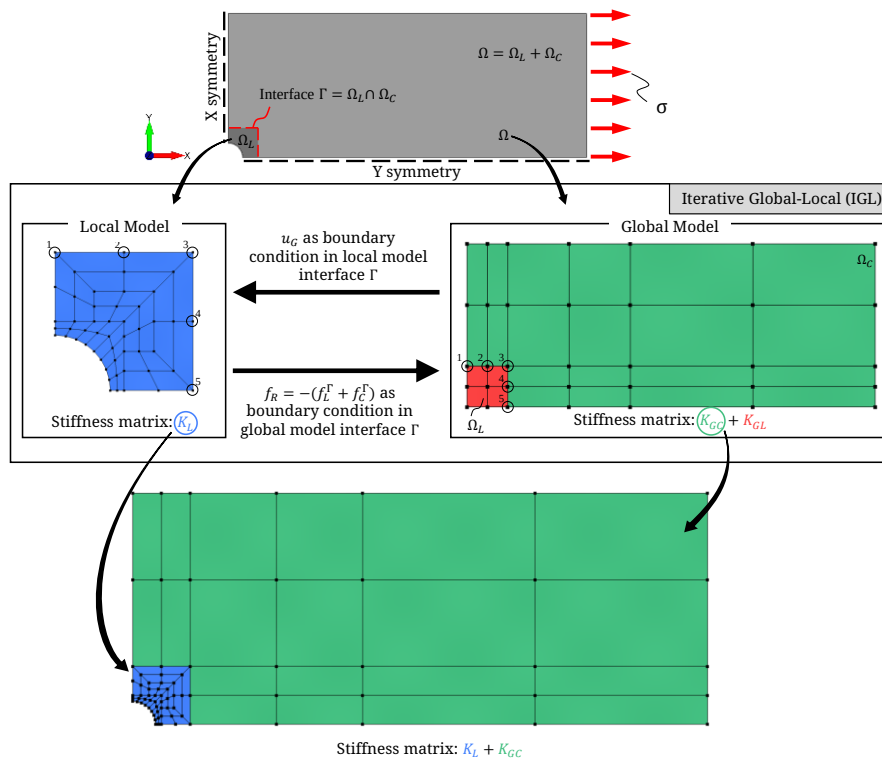 Ω = Ω_L + Ω_C
X symmetry
Interface Γ = Ω_L ∩ Ω_C
σ
Y
X
Ω_L
Ω
Y symmetry
Iterative Global-Local (IGL)
Local Model
1
2
3
4
5
Stiffness matrix: K_L
u_G as boundary
condition in local model
interface Γ
f_R = −(f_L^Γ + f_C^Γ) as
boundary condition in
global model interface Γ
Global Model
Ω_C
1
2
3
4
5
Ω_L
Stiffness matrix: K_GC + K_GL
Stiffness matrix: K_L + K_GC